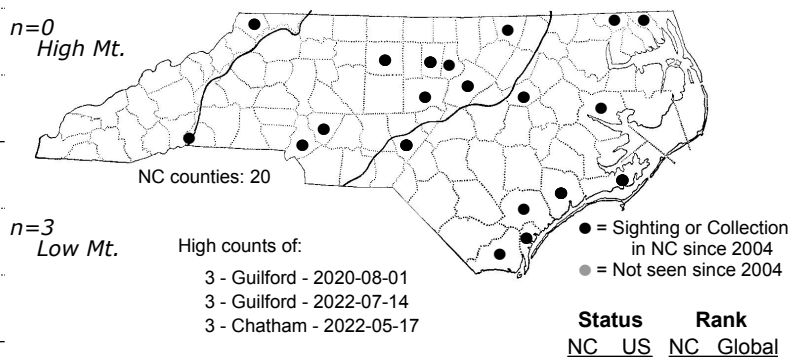 n=0
High Mt.
NC counties: 20
n=3
Low Mt.
High counts of:
3 - Guilford - 2020-08-01
3 - Guilford - 2022-07-14
3 - Chatham - 2022-05-17
● = Sighting or Collection
in NC since 2004
● = Not seen since 2004
Status Rank
NC US NC Global